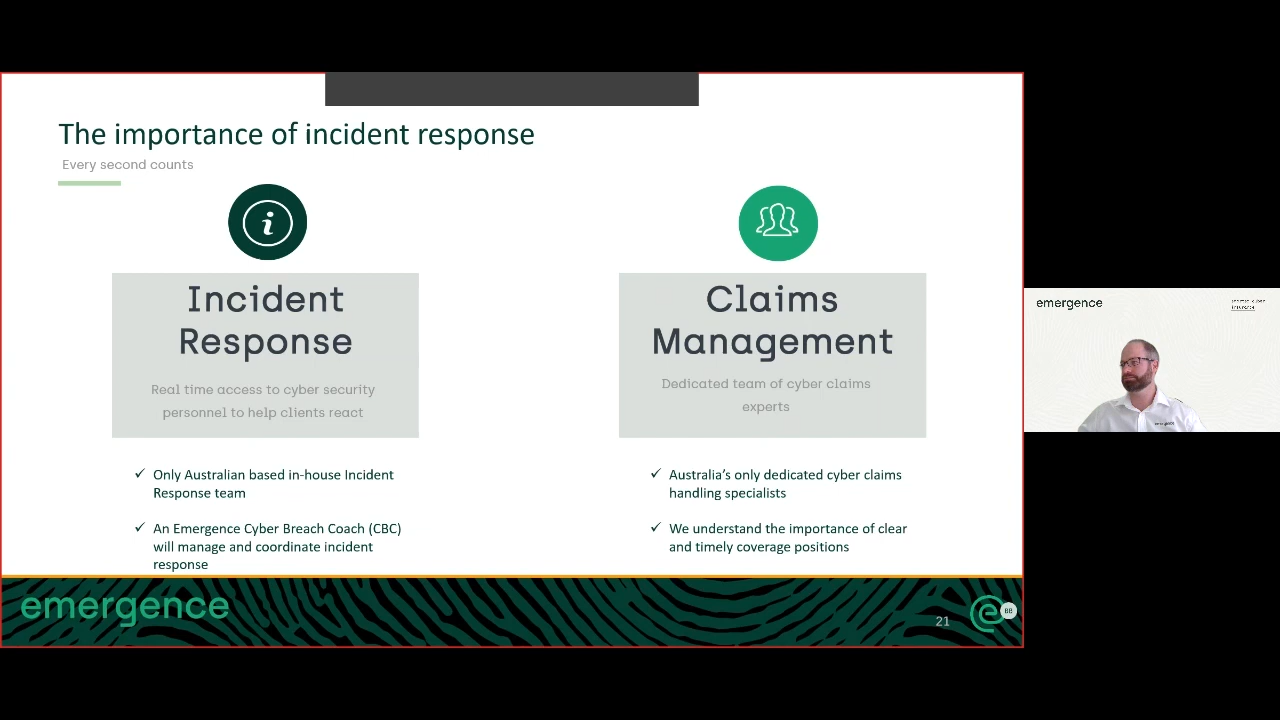 The importance of incident response
Every second counts
i
Incident
Response
Real time access to cyber security
personnel to help clients react
✓ Only Australian based in-house Incident
Response team
✓ An Emergence Cyber Breach Coach (CBC)
will manage and coordinate incident
response
Claims
Management
Dedicated team of cyber claims
experts
✓ Australia's only dedicated cyber claims
handling specialists
✓ We understand the importance of clear
and timely coverage positions
emergence
21
e
BB
emergence
emergence